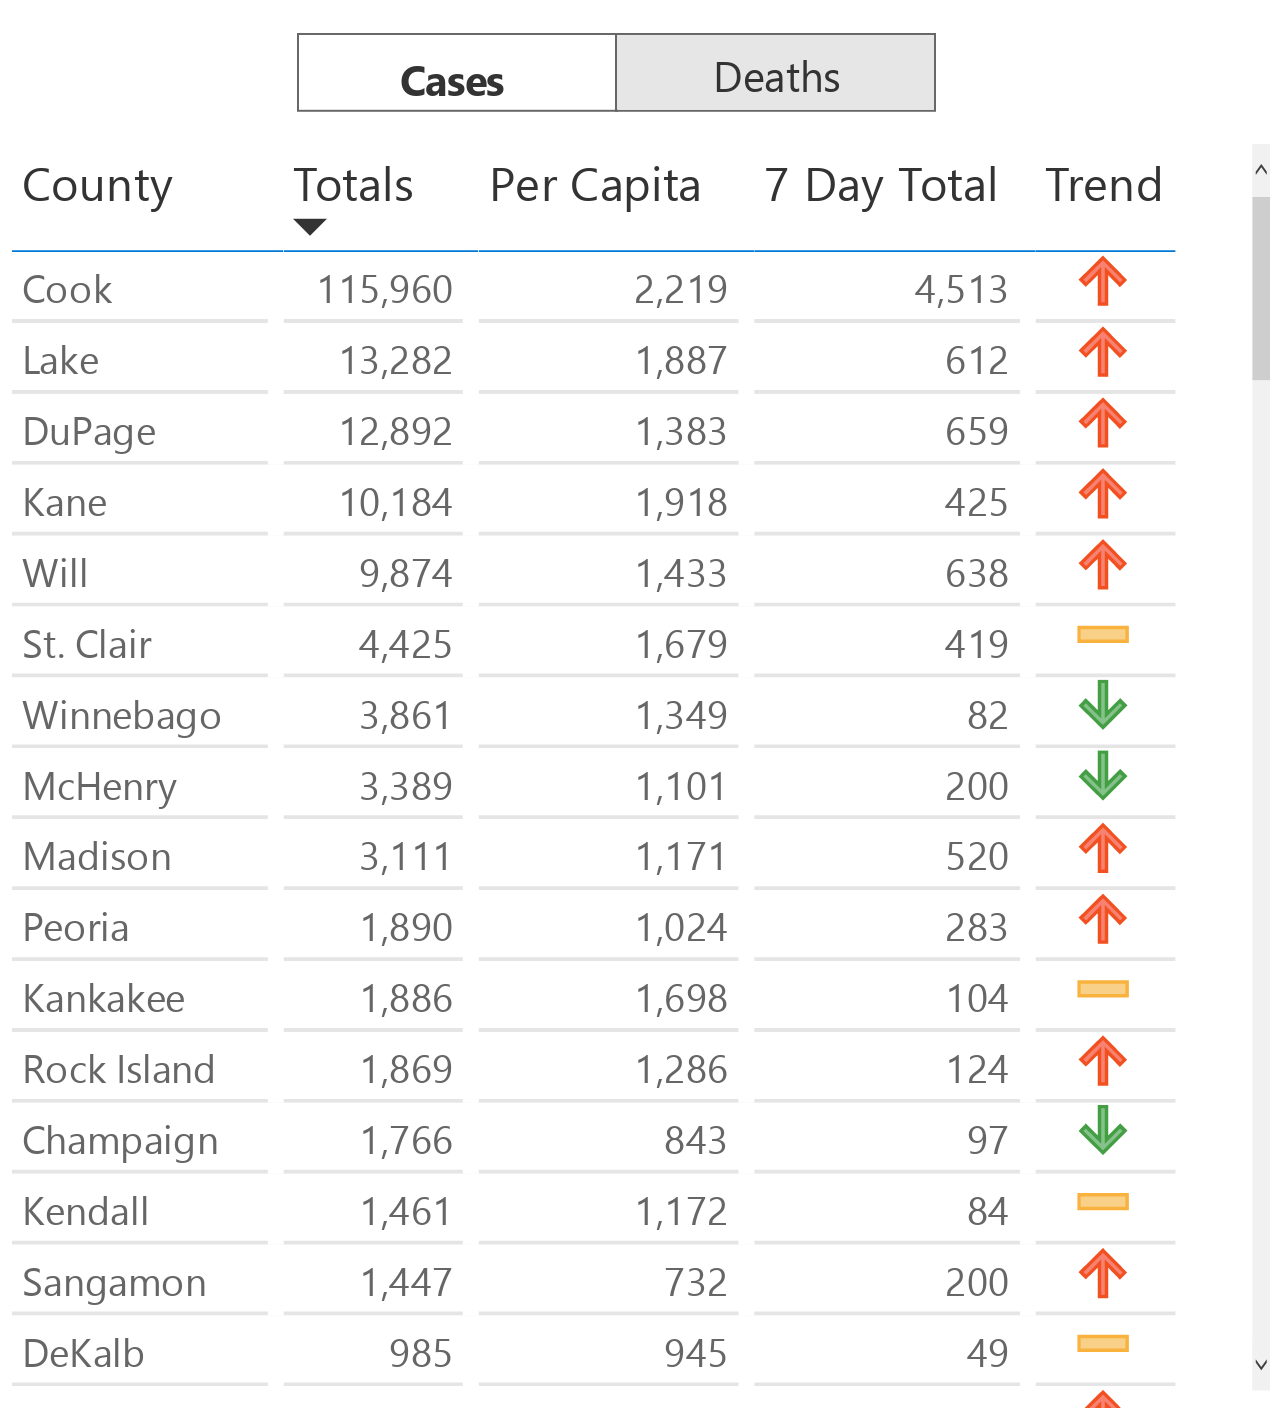 Cases Deaths
County Totals Per Capita 7 Day Total Trend
Cook 115,960 2,219 4,513
Lake 13,282 1,887 612
DuPage 12,892 1,383 659
Kane 10,184 1,918 425
Will 9,874 1,433 638
St. Clair 4,425 1,679 419
Winnebago 3,861 1,349 82
McHenry 3,389 1,101 200
Madison 3,111 1,171 520
Peoria 1,890 1,024 283
Kankakee 1,886 1,698 104
Rock Island 1,869 1,286 124
Champaign 1,766 843 97
Kendall 1,461 1,172 84
Sangamon 1,447 732 200
DeKalb 985 945 49